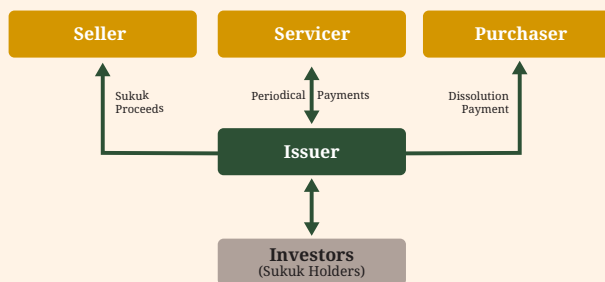 Seller
Servicer
Purchaser
Sukuk
Proceeds
Periodical Payments
Dissolution
Payment
Issuer
Investors
(Sukuk Holders)